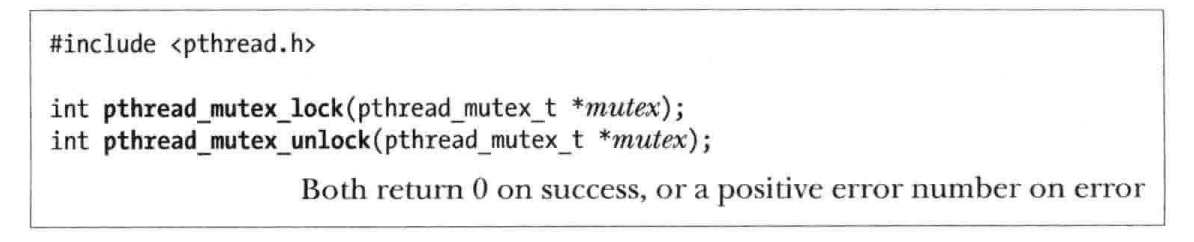 #include <pthread.h>
int pthread_mutex_lock(pthread_mutex_t *mutex);
int pthread_mutex_unlock(pthread_mutex_t *mutex);
Both return 0 on success, or a positive error number on error